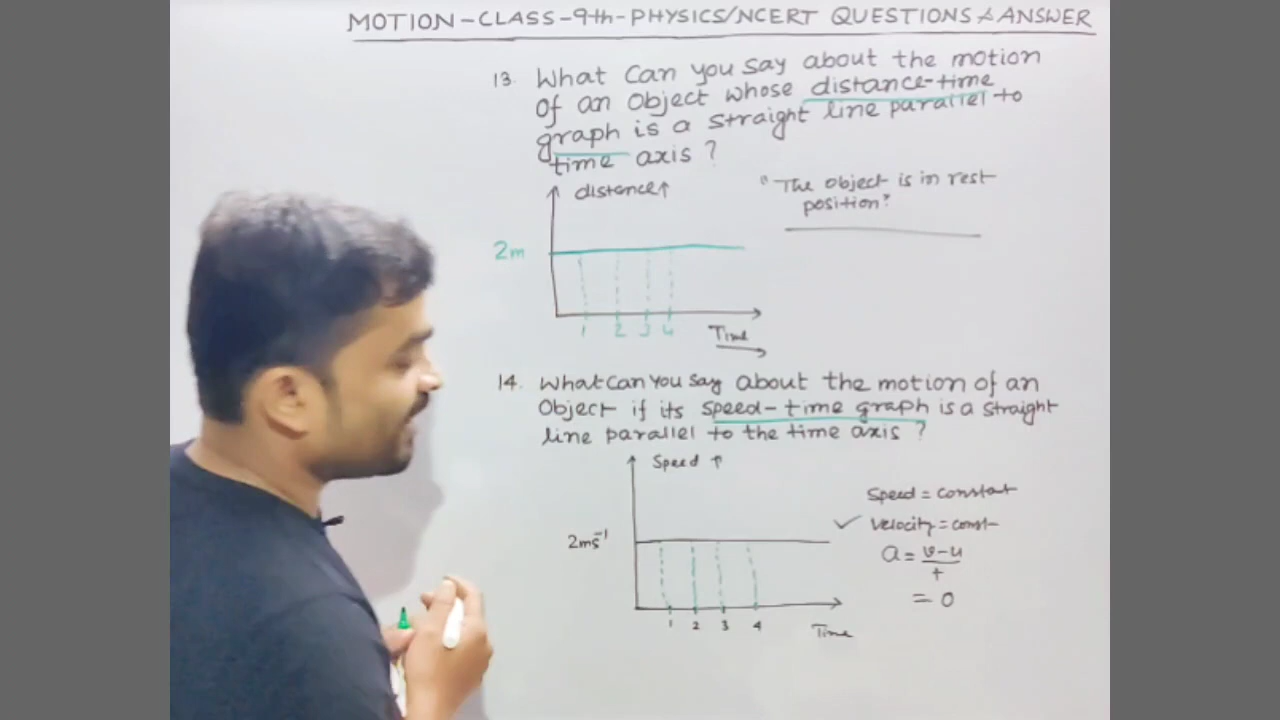 MOTION-CLASS-9th-PHYSICS/NCERT QUESTIONS & ANSWER
13. What Can you say about the motion
of an object whose distance-time
graph is a straight line parallel to
time axis ?
distance↑
"The object is in rest
position"
2m
1 2 3 4
Time
14. What Can You Say about the motion of an
Object if its speed-time graph is a straight
line parallel to the time axis ?
Speed ↑
Speed = constant
✓ Velocity = const
2ms⁻¹
a = v-u
t
= 0
1 2 3 4
Time